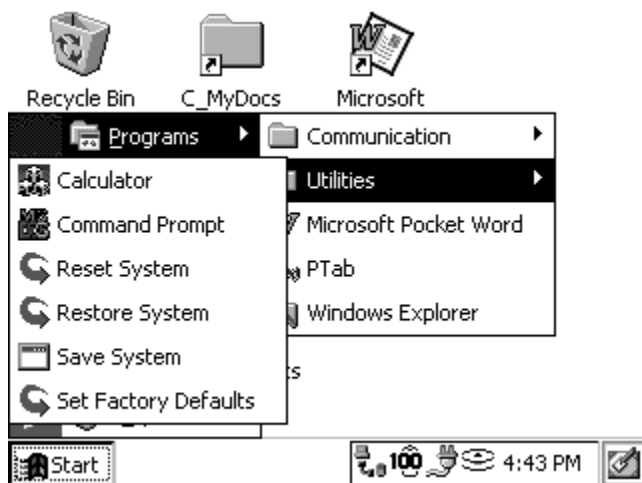 Recycle Bin
C_MyDocs
Microsoft
Programs
Communication
Calculator
Utilities
Command Prompt
Microsoft Pocket Word
Reset System
PTab
Restore System
Windows Explorer
Save System
Set Factory Defaults
Start
100
4:43 PM